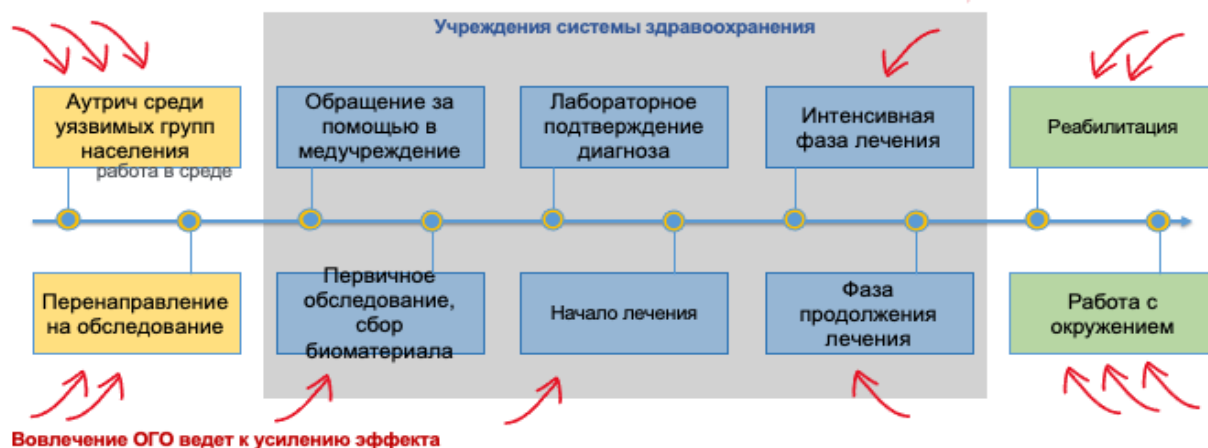 Учреждения системы здравоохранения
Аутрич среди
уязвимых групп
населения
работа в среде
Обращение за
помощью в
медучреждение
Лабораторное
подтверждение
диагноза
Интенсивная
фаза лечения
Реабилитация
Перенаправление
на обследование
Первичное
обследование,
сбор
биоматериала
Начало лечения
Фаза
продолжения
лечения
Работа с
окружением
Вовлечение ОГО ведет к усилению эффекта